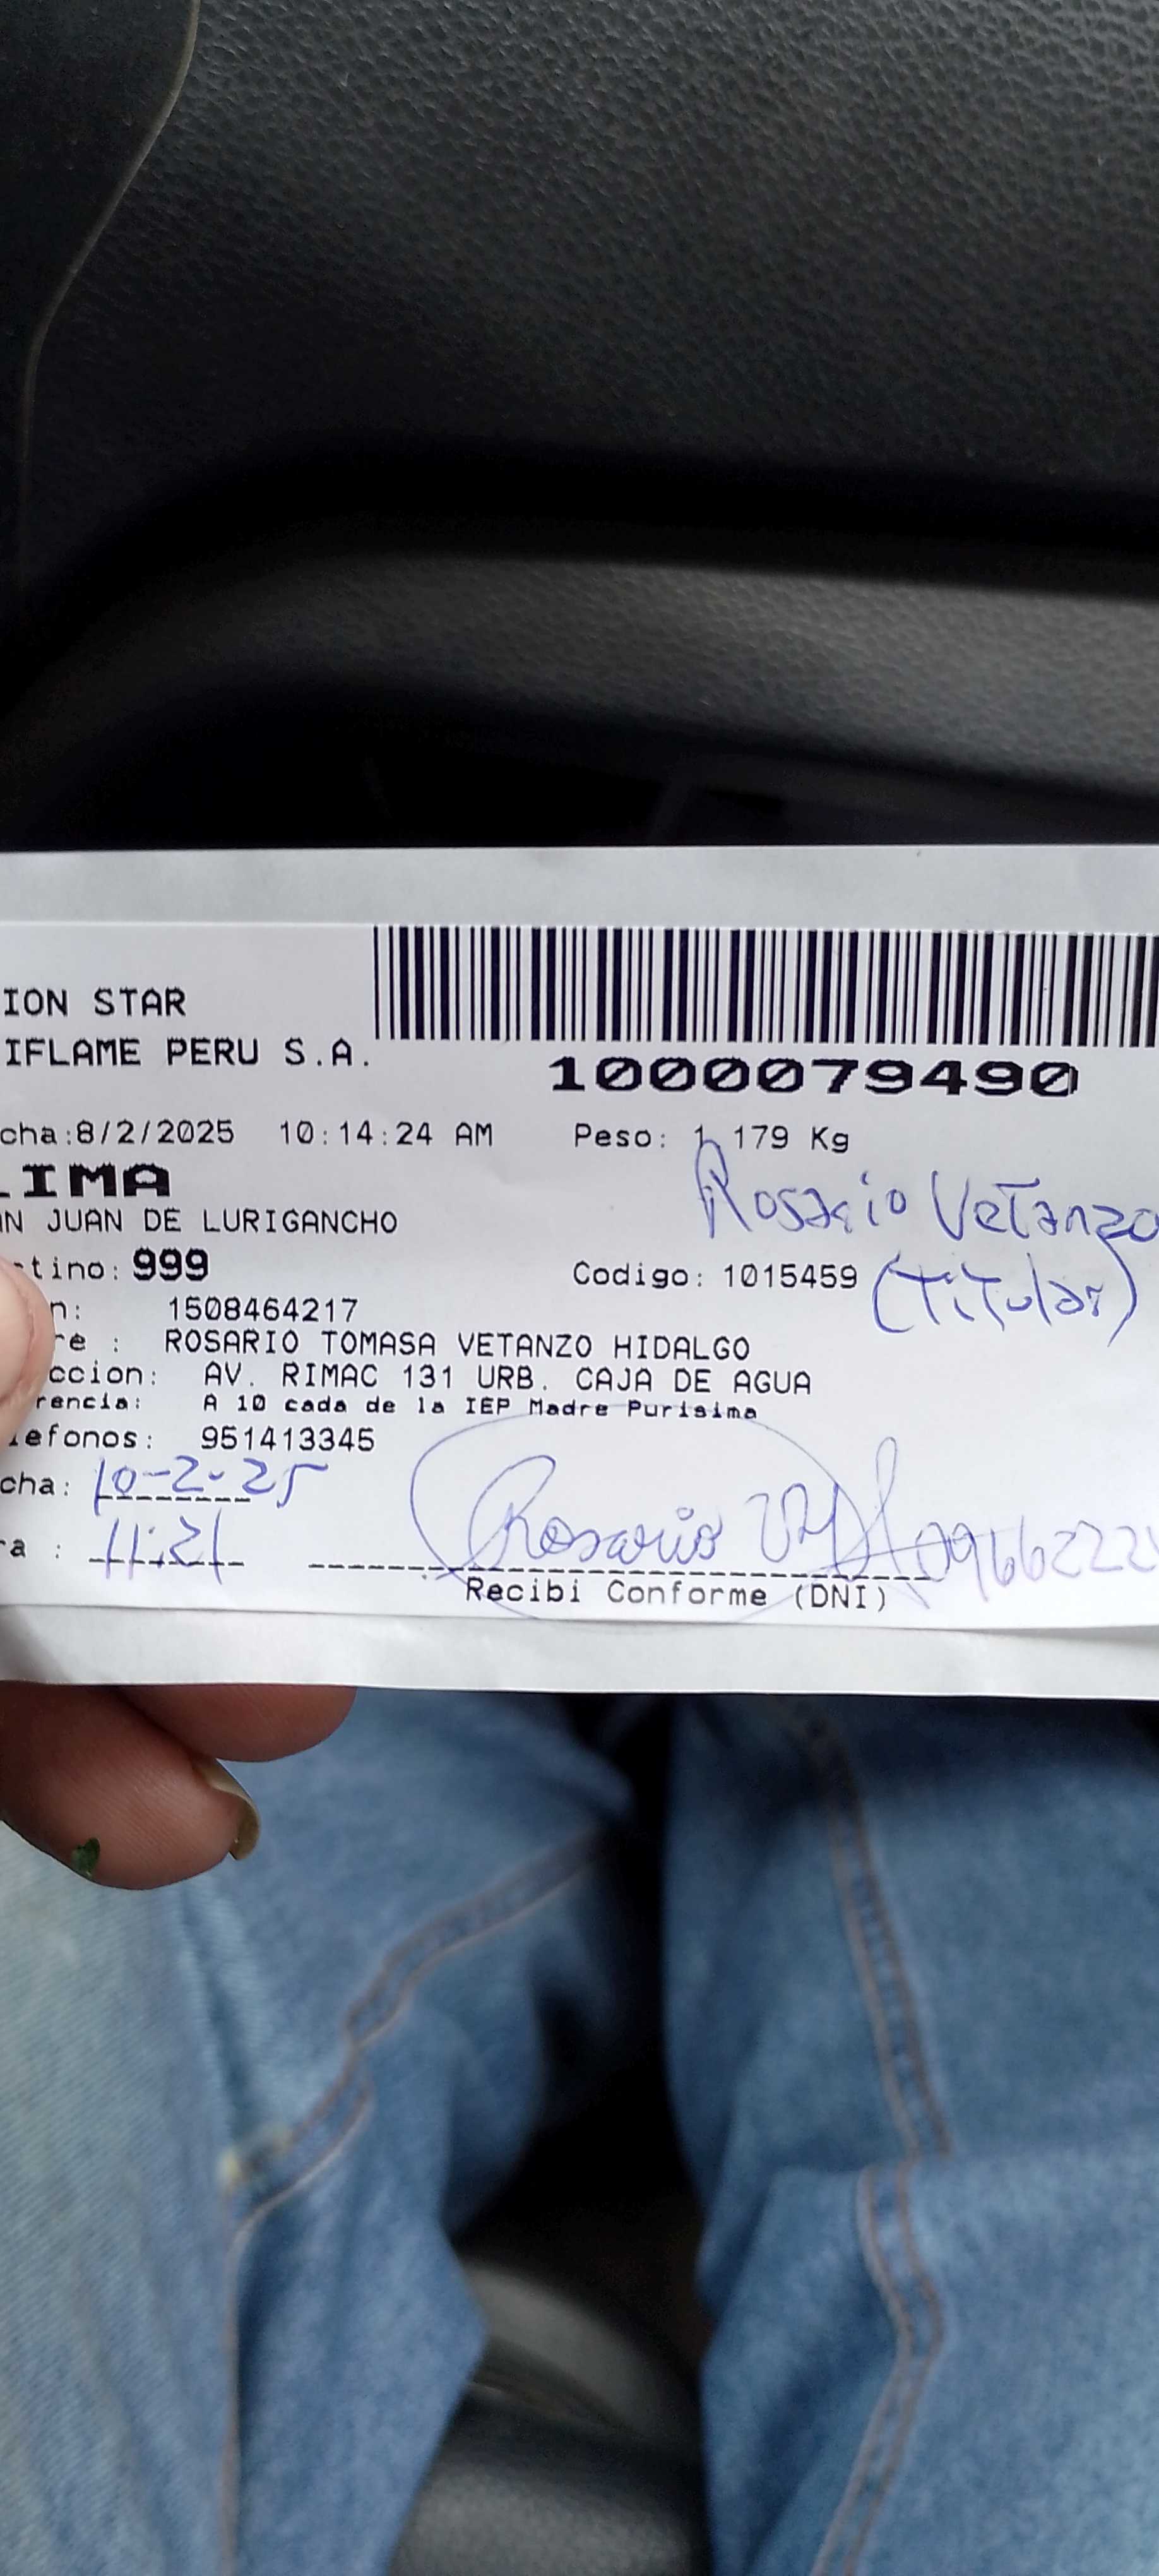 ION STAR
IFLAME PERU S.A.
1000079490
cha:8/2/2025 10:14:24 AM Peso: 1.179 Kg
LIMA
AN JUAN DE LURIGANCHO
Rosario Vetanzo
tino: 999 Codigo: 1015459 (Titular)
n: 1508464217
re : ROSARIO TOMASA VETANZO HIDALGO
ccion: AV. RIMAC 131 URB. CAJA DE AGUA
rencia: A 10 cada de la IEP Madre Purisima
lefonos: 951413345
cha: 10-2-25
ra : 11:21 Rosario 0966222
Recibi Conforme (DNI)